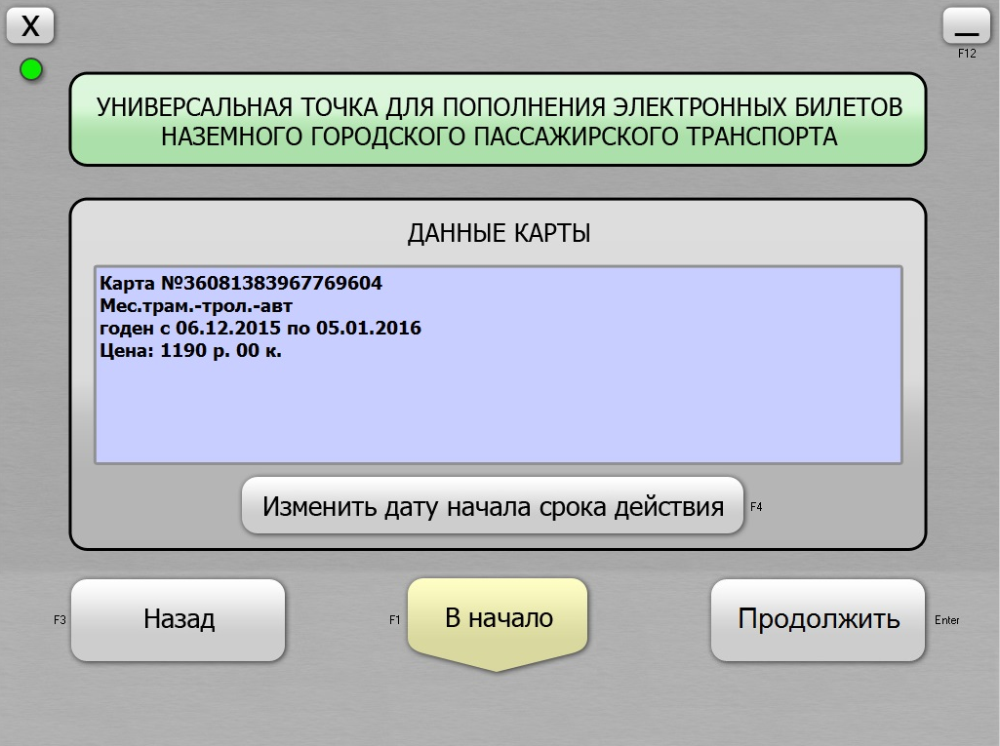 X
F12
УНИВЕРСАЛЬНАЯ ТОЧКА ДЛЯ ПОПОЛНЕНИЯ ЭЛЕКТРОННЫХ БИЛЕТОВ
НАЗЕМНОГО ГОРОДСКОГО ПАССАЖИРСКОГО ТРАНСПОРТА
ДАННЫЕ КАРТЫ
Карта №36081383967769604
Мес.трам.-трол.-авт
годен с 06.12.2015 по 05.01.2016
Цена: 1190 р. 00 к.
Изменить дату начала срока действия F4
F3 Назад F1 В начало Продолжить Enter